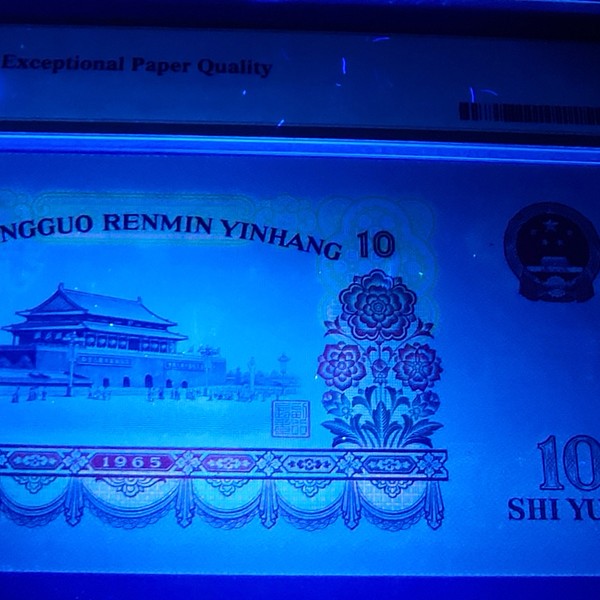 Exceptional Paper Quality
NGGUO RENMIN YINHANG 10
1965
10
SHI YU